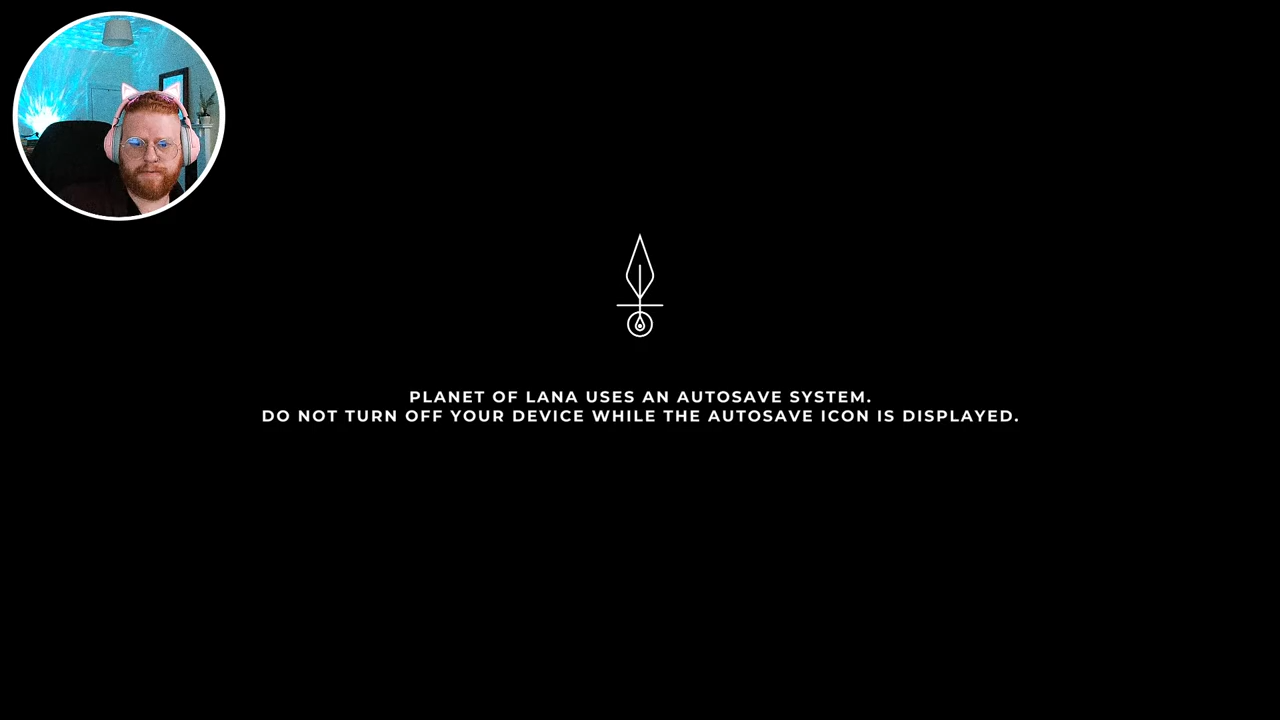 PLANET OF LANA USES AN AUTOSAVE SYSTEM.
DO NOT TURN OFF YOUR DEVICE WHILE THE AUTOSAVE ICON IS DISPLAYED.